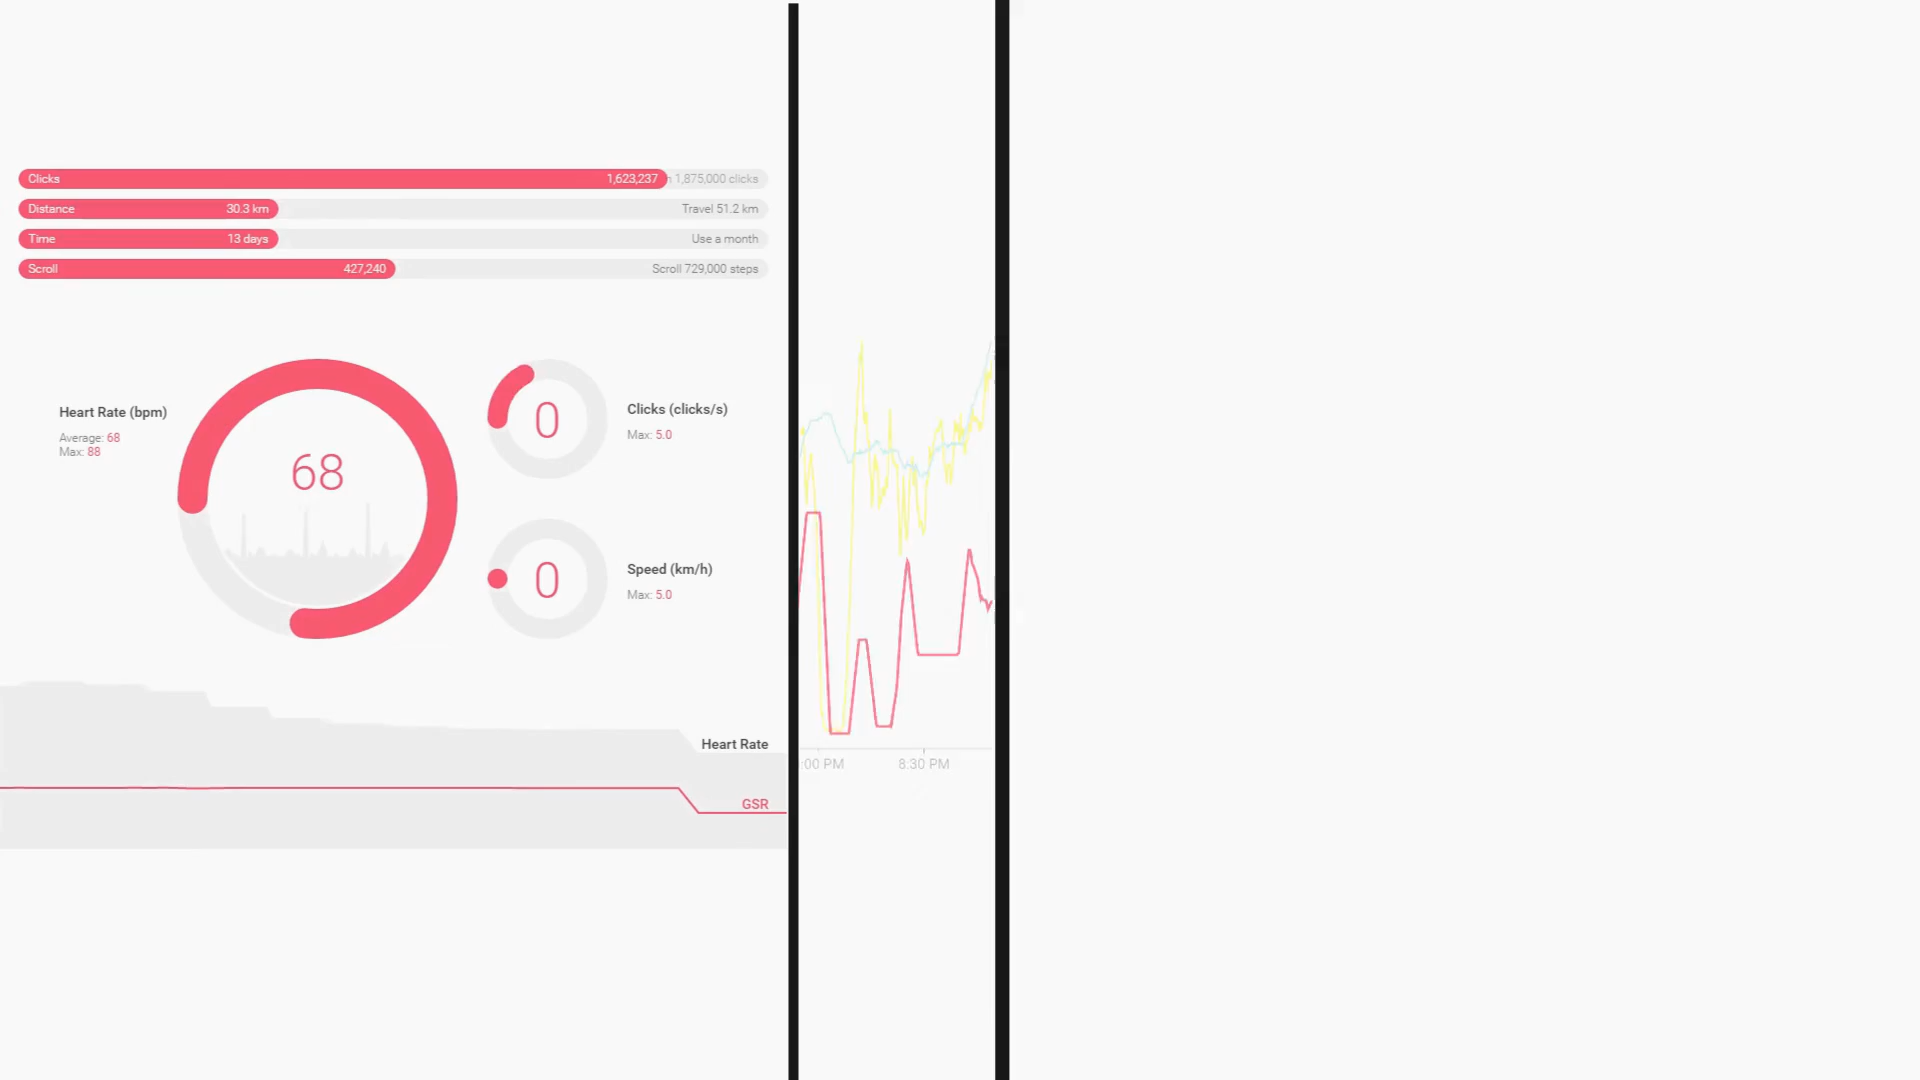 Clicks 1,623,237 1,875,000 clicks
Distance 30.3 km Travel 51.2 km
Time 13 days Use a month
Scroll 427,240 Scroll 729,000 steps
Heart Rate (bpm)
Average: 68
Max: 88
68
0
Clicks (clicks/s)
Max: 5.0
0
Speed (km/h)
Max: 5.0
Heart Rate
GSR
:00 PM 8:30 PM